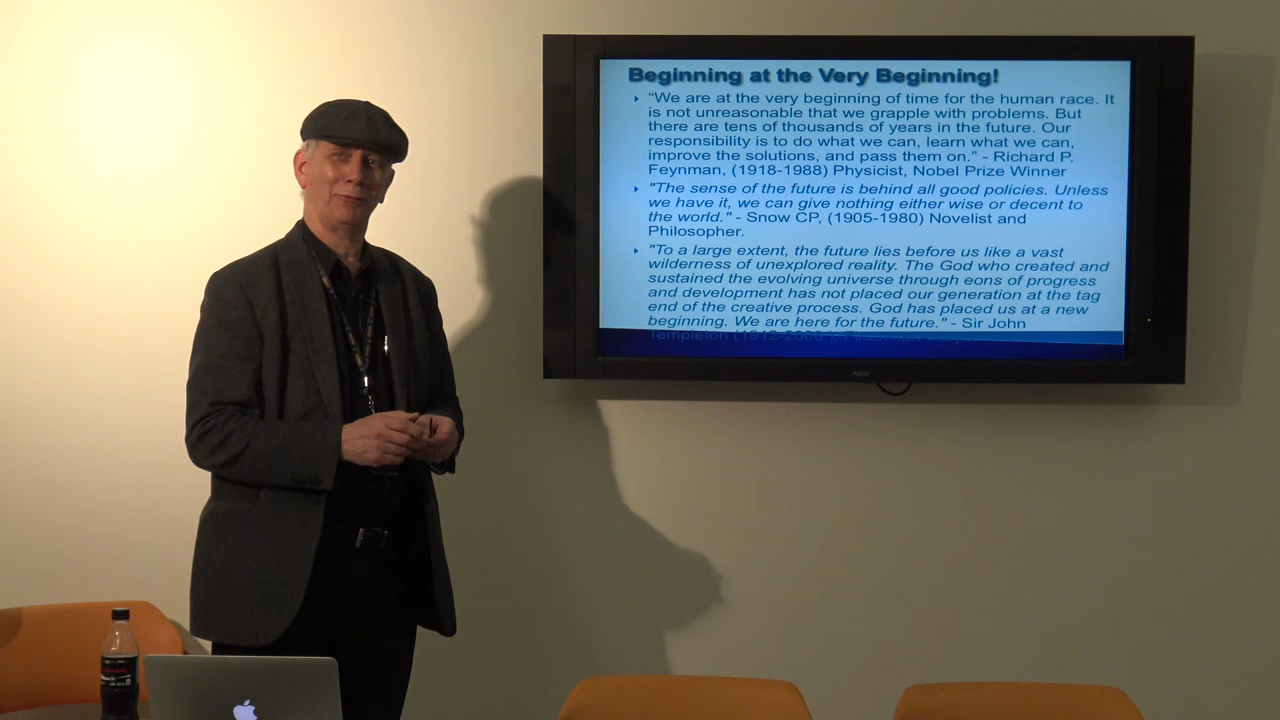 Beginning at the Very Beginning!
“We are at the very beginning of time for the human race. It
is not unreasonable that we grapple with problems. But
there are tens of thousands of years in the future. Our
responsibility is to do what we can, learn what we can,
improve the solutions, and pass them on.” - Richard P.
Feynman, (1918-1988) Physicist, Nobel Prize Winner
"The sense of the future is behind all good policies. Unless
we have it, we can give nothing either wise or decent to
the world." - Snow CP, (1905-1980) Novelist and
Philosopher.
"To a large extent, the future lies before us like a vast
wilderness of unexplored reality. The God who created and
sustained the evolving universe through eons of progress
and development has not placed our generation at the tag
end of the creative process. God has placed us at a new
beginning. We are here for the future." - Sir John
Templeton (1912-2008
NEC